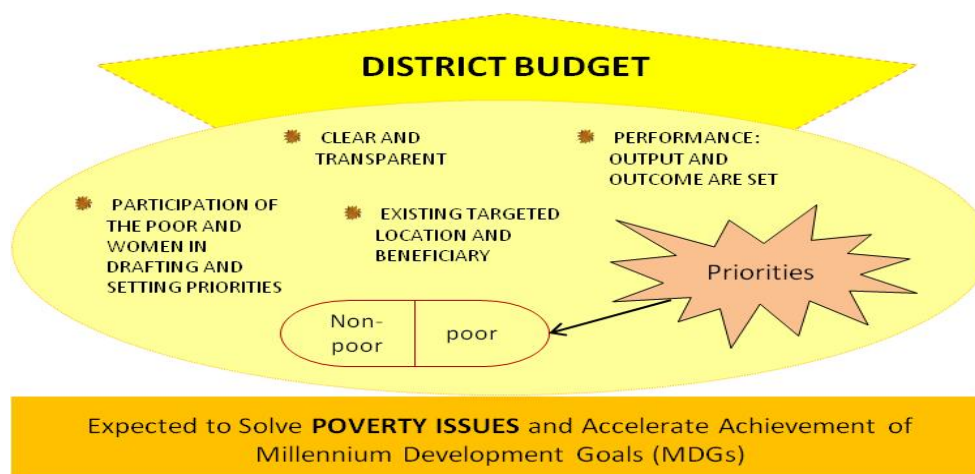 DISTRICT BUDGET
CLEAR AND
TRANSPARENT
PERFORMANCE:
OUTPUT AND
OUTCOME ARE SET
PARTICIPATION OF
THE POOR AND
WOMEN IN
DRAFTING AND
SETTING PRIORITIES
EXISTING TARGETED
LOCATION AND
BENEFICIARY
Priorities
Non-
poor
poor
Expected to Solve POVERTY ISSUES and Accelerate Achievement of
Millennium Development Goals (MDGs)